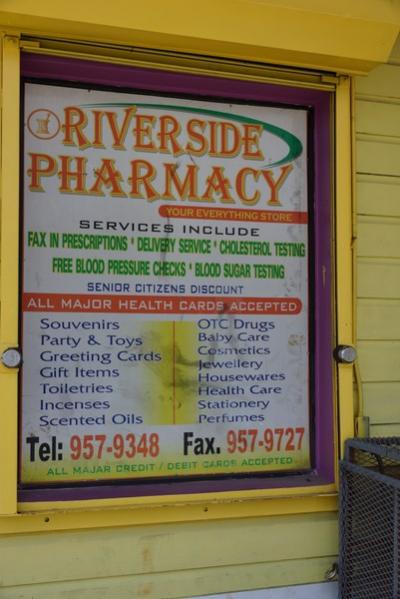 RIVERSIDE
PHARMACY
YOUR EVERYTHING STORE
SERVICES INCLUDE
FAX IN PRESCRIPTIONS * DELIVERY SERVICE * CHOLESTEROL TESTING
FREE BLOOD PRESSURE CHECKS * BLOOD SUGAR TESTING
SENIOR CITIZENS DISCOUNT
ALL MAJOR HEALTH CARDS ACCEPTED
Souvenirs
Party & Toys
Greeting Cards
Gift Items
Toiletries
Incenses
Scented Oils
OTC Drugs
Baby Care
Cosmetics
Jewellery
Housewares
Health Care
Stationery
Perfumes
Tel: 957-9348 Fax. 957-9727
ALL MAJAR CREDIT / DEBIT CARDS ACCEPTED